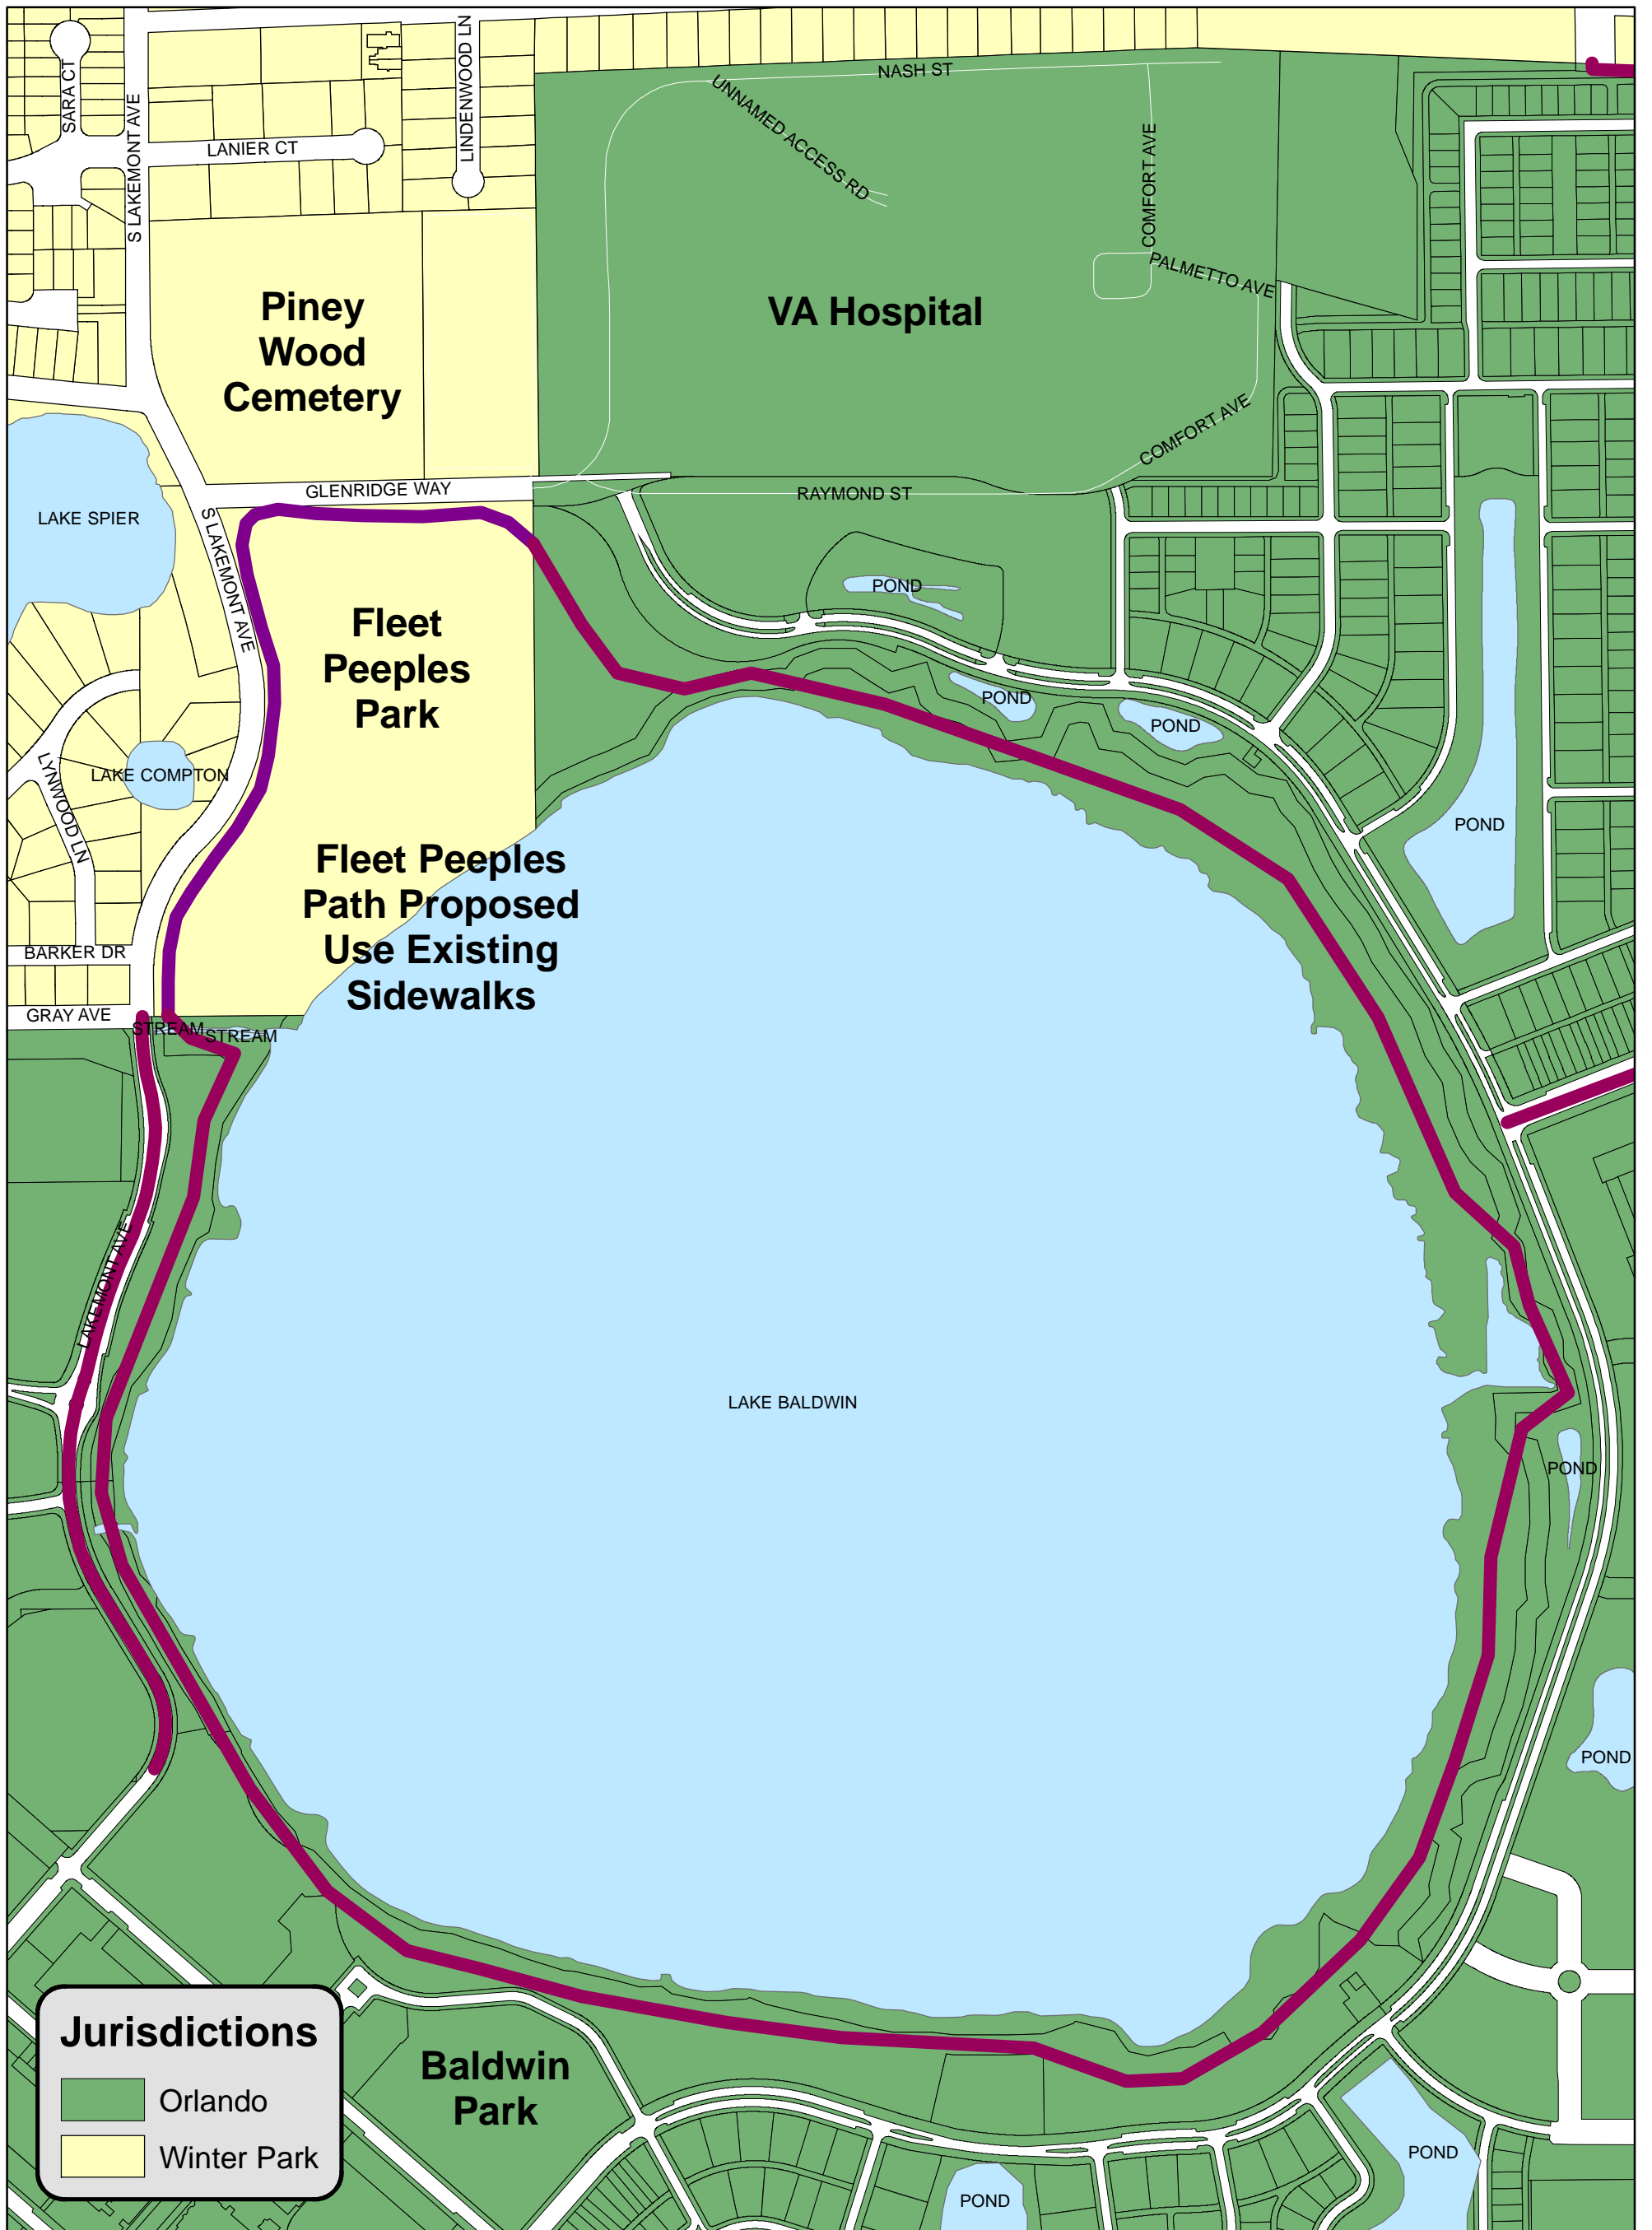 SARA CT
S LAKEMONT AVE
LANIER CT
LINDENWOOD LN
NASH ST
UNNAMED ACCESS RD
COMFORT AVE
PALMETTO AVE
Piney
Wood
Cemetery
VA Hospital
COMFORT AVE
GLENRIDGE WAY
RAYMOND ST
LAKE SPIER
S LAKEMONT AVE
POND
Fleet
Peeples
Park
POND
POND
LAKE COMPTON
LYNWOOD LN
POND
Fleet Peeples
Path Proposed
Use Existing
Sidewalks
BARKER DR
GRAY AVE
STREAM
STREAM
LAKEMONT AVE
LAKE BALDWIN
POND
POND
Jurisdictions
Orlando
Winter Park
Baldwin
Park
POND
POND